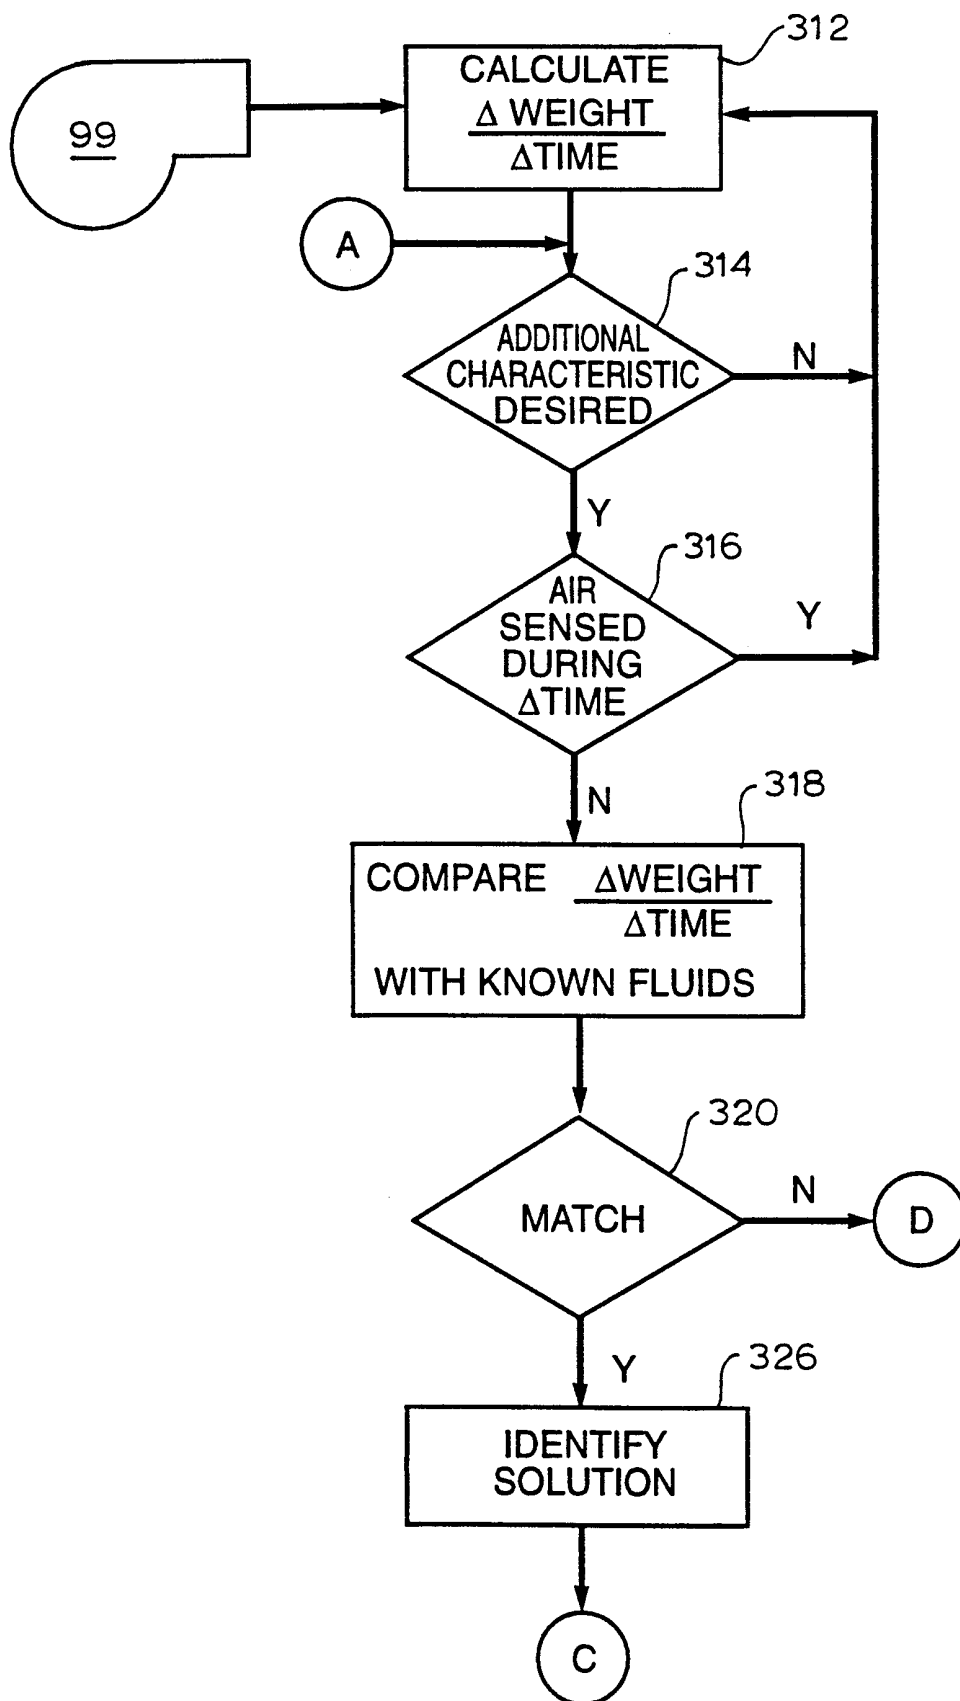 312
CALCULATE
Δ WEIGHT
ΔTIME
99
A
314
ADDITIONAL
CHARACTERISTIC
DESIRED
N
Y
316
AIR
SENSED
DURING
ΔTIME
Y
N
318
COMPARE ΔWEIGHT
ΔTIME
WITH KNOWN FLUIDS
320
MATCH
N
D
Y
326
IDENTIFY
SOLUTION
C